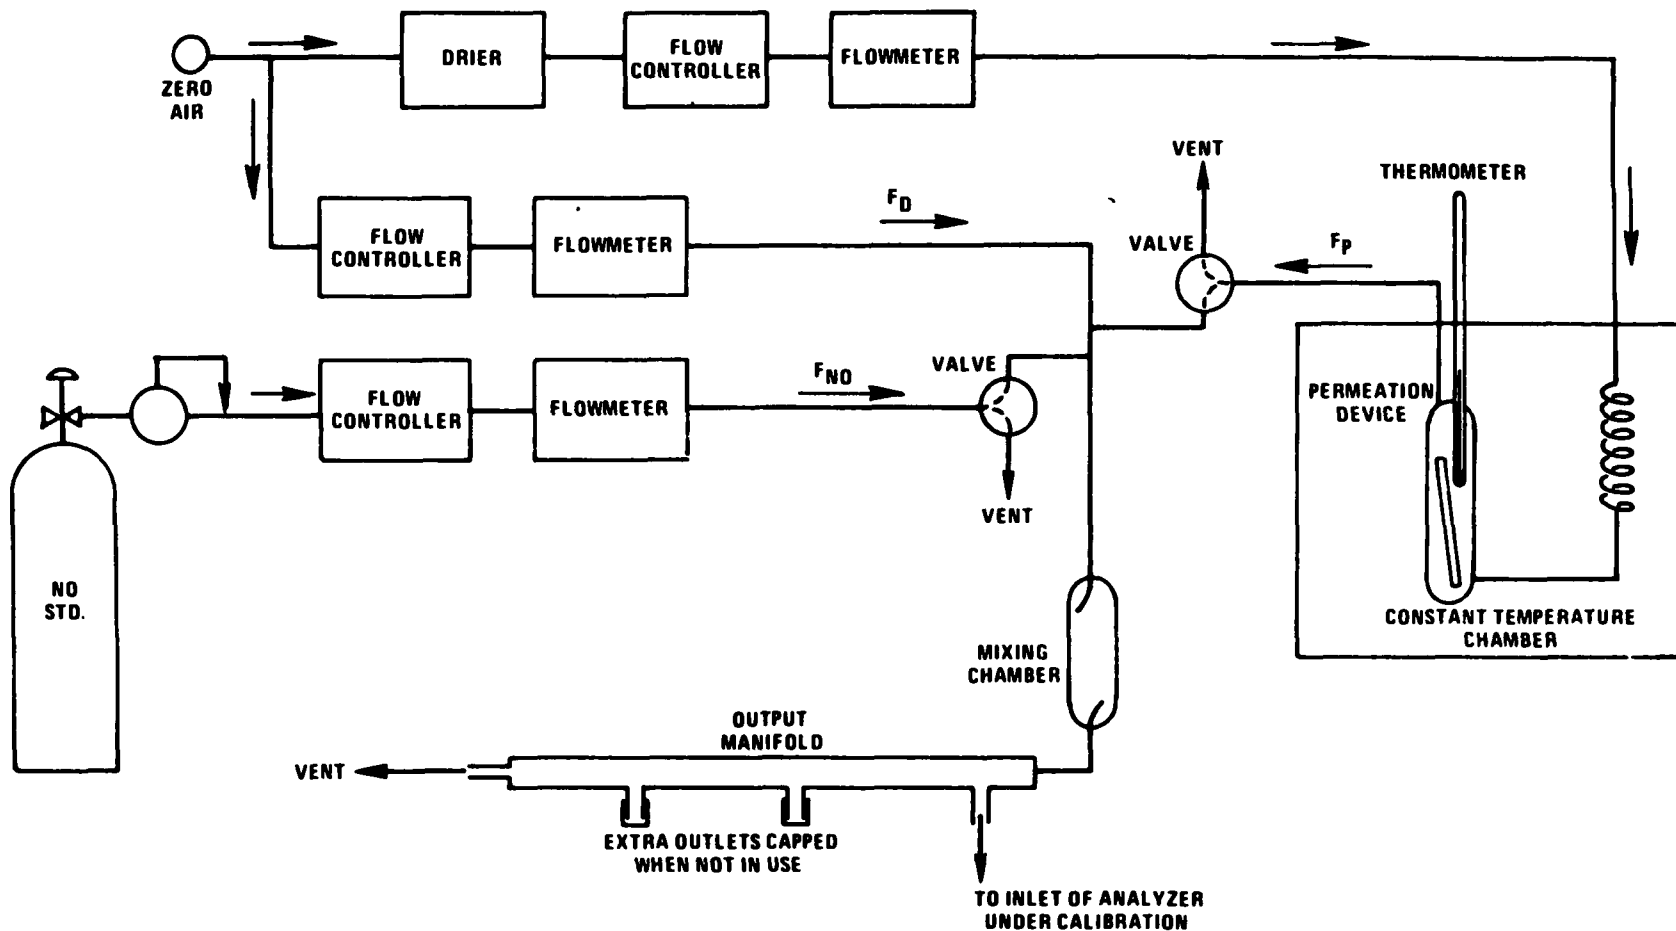 ZERO
AIR
DRIER
FLOW
CONTROLLER
FLOWMETER
FLOW
CONTROLLER
FLOWMETER
FD
VENT
VALVE
FP
THERMOMETER
FLOW
CONTROLLER
FLOWMETER
FNO
VALVE
VENT
PERMEATION
DEVICE
CONSTANT TEMPERATURE
CHAMBER
NO
STD.
MIXING
CHAMBER
OUTPUT
MANIFOLD
VENT
EXTRA OUTLETS CAPPED
WHEN NOT IN USE
TO INLET OF ANALYZER
UNDER CALIBRATION